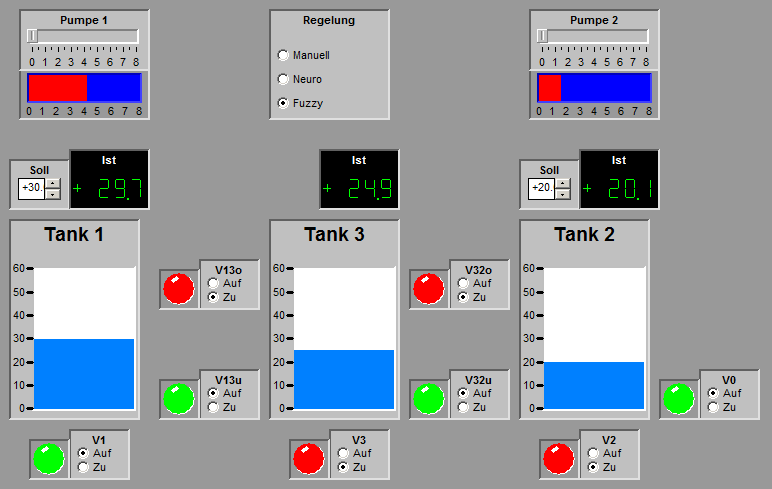 Pumpe 1
0 1 2 3 4 5 6 7 8
0 1 2 3 4 5 6 7 8
Regelung
Manuell
Neuro
Fuzzy
Pumpe 2
0 1 2 3 4 5 6 7 8
0 1 2 3 4 5 6 7 8
Soll
+30.
Ist
+ 29.7
Ist
+ 24.9
Soll
+20.
Ist
+ 20.1
Tank 1
60
50
40
30
20
10
0
V13o
Auf
Zu
V13u
Auf
Zu
Tank 3
60
50
40
30
20
10
0
V32o
Auf
Zu
V32u
Auf
Zu
Tank 2
60
50
40
30
20
10
0
V0
Auf
Zu
V1
Auf
Zu
V3
Auf
Zu
V2
Auf
Zu